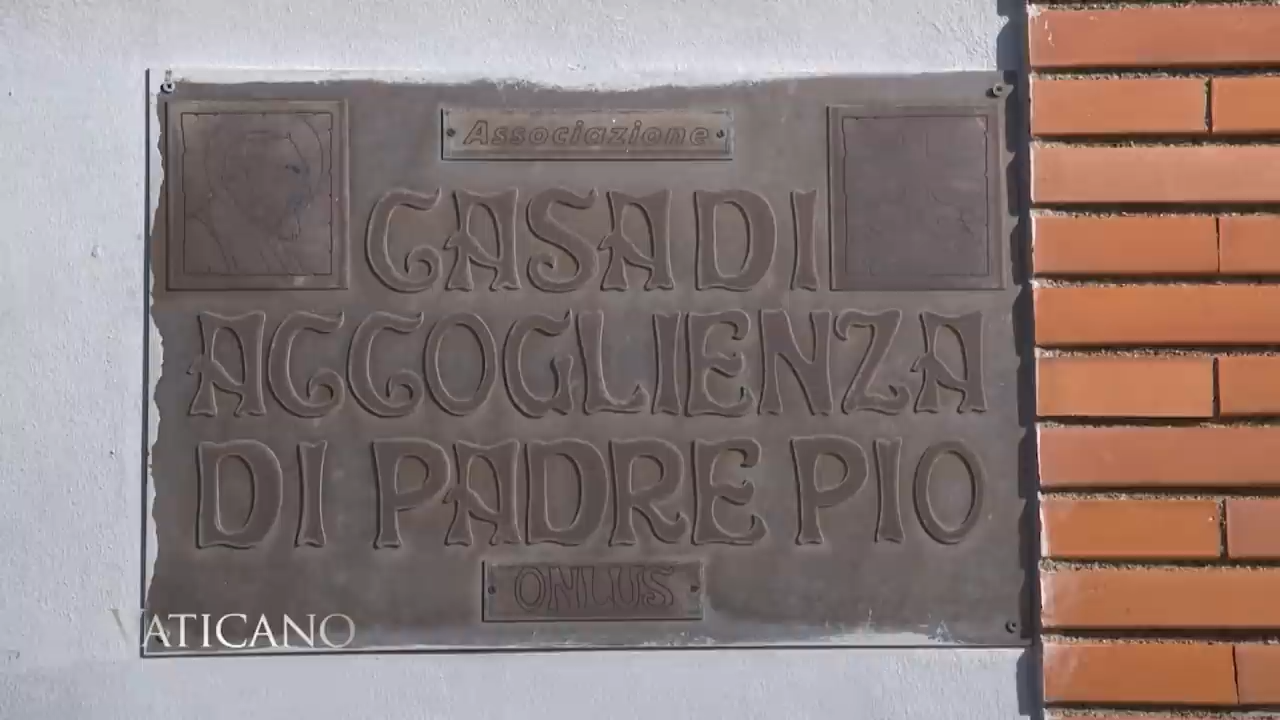 Associazione
CASA DI
ACCOGLIENZA
DI PADRE PIO
ONLUS
VATICANO